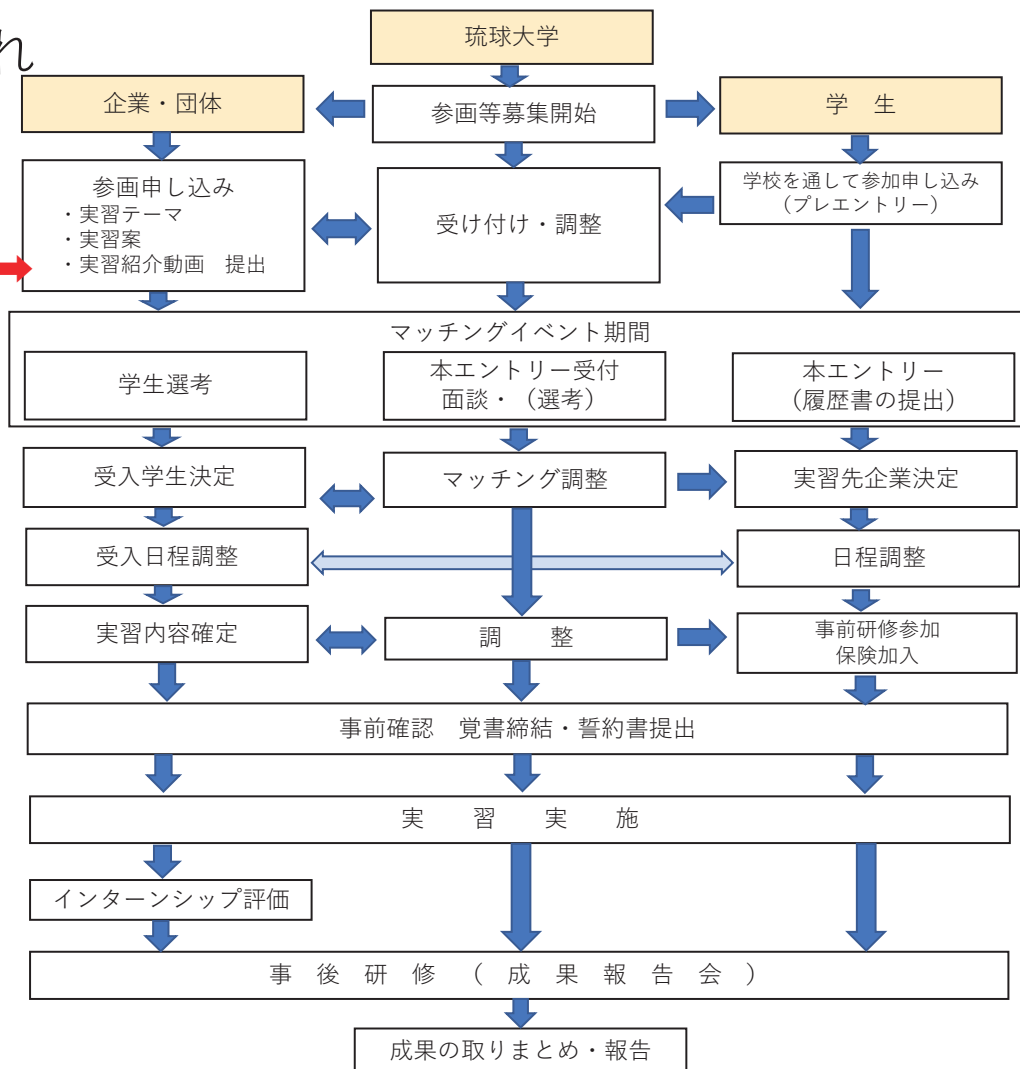 れ
琉球大学
企業・団体
参画等募集開始
学　生
参画申し込み
・実習テーマ
・実習案
・実習紹介動画　提出
受け付け・調整
学校を通して参加申し込み
（プレエントリー）
マッチングイベント期間
学生選考
本エントリー受付
面談・（選考）
本エントリー
（履歴書の提出）
受入学生決定
マッチング調整
実習先企業決定
受入日程調整
日程調整
実習内容確定
調　　整
事前研修参加
保険加入
事前確認　覚書締結・誓約書提出
実　習　実　施
インターンシップ評価
事　後　研　修　（　成　果　報　告　会　）
成果の取りまとめ・報告